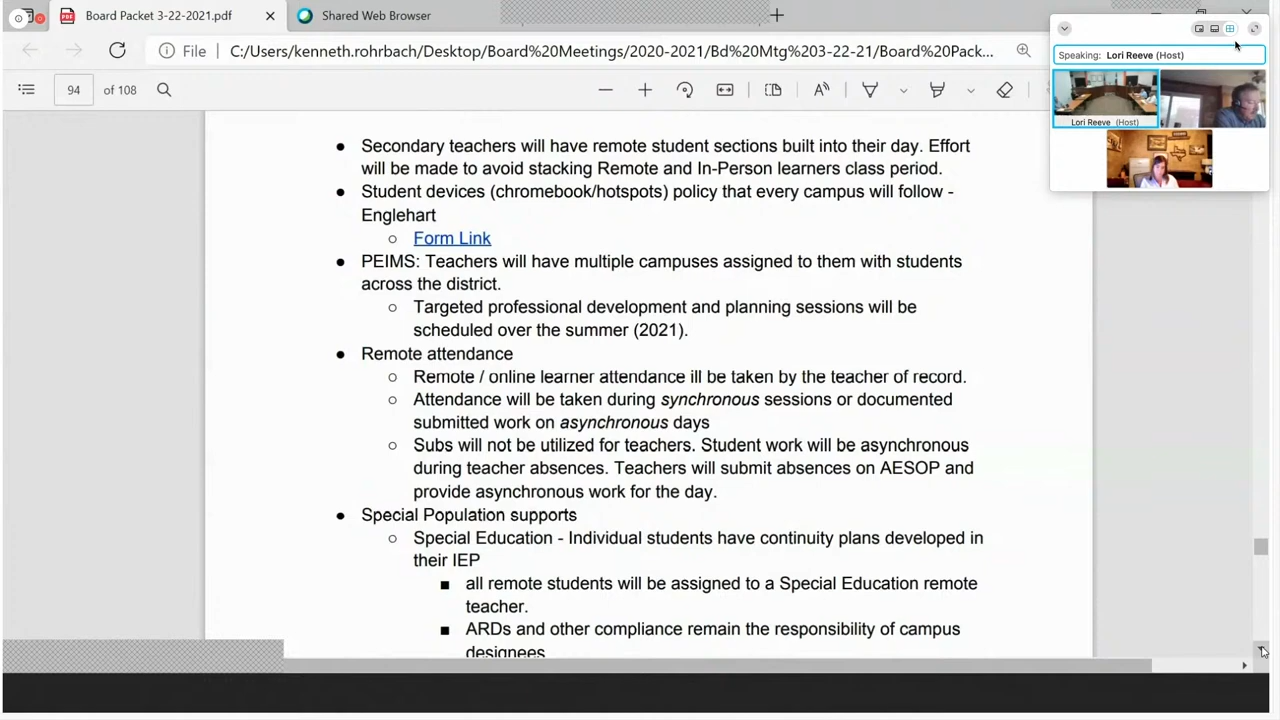 Board Packet 3-22-2021.pdf
Shared Web Browser
File C:/Users/kenneth.rohrbach/Desktop/Board%20Meetings/2020-2021/Bd%20Mtg%203-22-21/Board%20Pack...
94 of 108
Speaking: Lori Reeve (Host)
Lori Reeve (Host)
• Secondary teachers will have remote student sections built into their day. Effort
will be made to avoid stacking Remote and In-Person learners class period.
• Student devices (chromebook/hotspots) policy that every campus will follow -
Englehart
○ Form Link
• PEIMS: Teachers will have multiple campuses assigned to them with students
across the district.
○ Targeted professional development and planning sessions will be
scheduled over the summer (2021).
• Remote attendance
○ Remote / online learner attendance ill be taken by the teacher of record.
○ Attendance will be taken during synchronous sessions or documented
submitted work on asynchronous days
○ Subs will not be utilized for teachers. Student work will be asynchronous
during teacher absences. Teachers will submit absences on AESOP and
provide asynchronous work for the day.
• Special Population supports
○ Special Education - Individual students have continuity plans developed in
their IEP
■ all remote students will be assigned to a Special Education remote
teacher.
■ ARDs and other compliance remain the responsibility of campus
designees